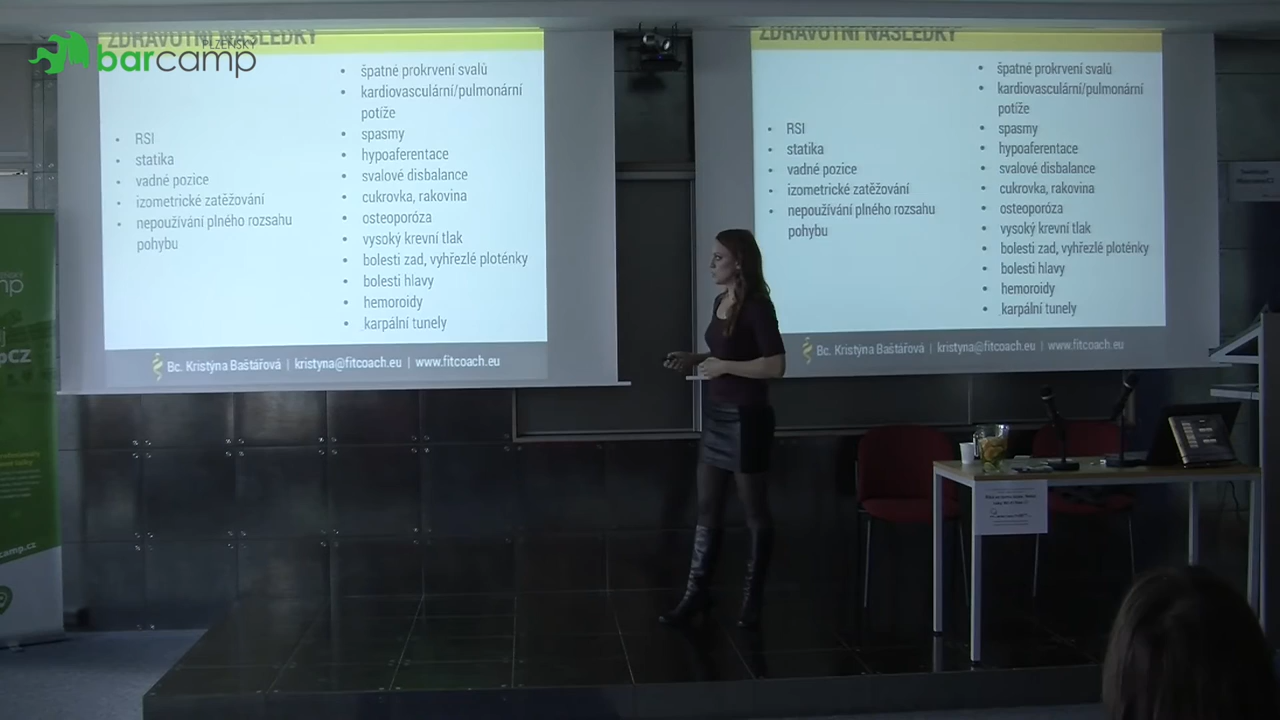 PLZEŇSKÝ
barcamp
ZDRAVOTNÍ NÁSLEDKY
• RSI
• statika
• vadné pozice
• izometrické zatěžování
• nepoužívání plného rozsahu
pohybu
• špatné prokrvení svalů
• kardiovasculární/pulmonární
potíže
• spasmy
• hypoaferentace
• svalové disbalance
• cukrovka, rakovina
• osteoporóza
• vysoký krevní tlak
• bolesti zad, vyhřezlé ploténky
• bolesti hlavy
• hemoroidy
• karpální tunely
Bc. Kristýna Baštářová | kristyna@fitcoach.eu | www.fitcoach.eu
ZDRAVOTNÍ NÁSLEDKY
• RSI
• statika
• vadné pozice
• izometrické zatěžování
• nepoužívání plného rozsahu
pohybu
• špatné prokrvení svalů
• kardiovasculární/pulmonární
potíže
• spasmy
• hypoaferentace
• svalové disbalance
• cukrovka, rakovina
• osteoporóza
• vysoký krevní tlak
• bolesti zad, vyhřezlé ploténky
• bolesti hlavy
• hemoroidy
• karpální tunely
Bc. Kristýna Baštářová | kristyna@fitcoach.eu | www.fitcoach.eu
mp
pCZ
camp.cz